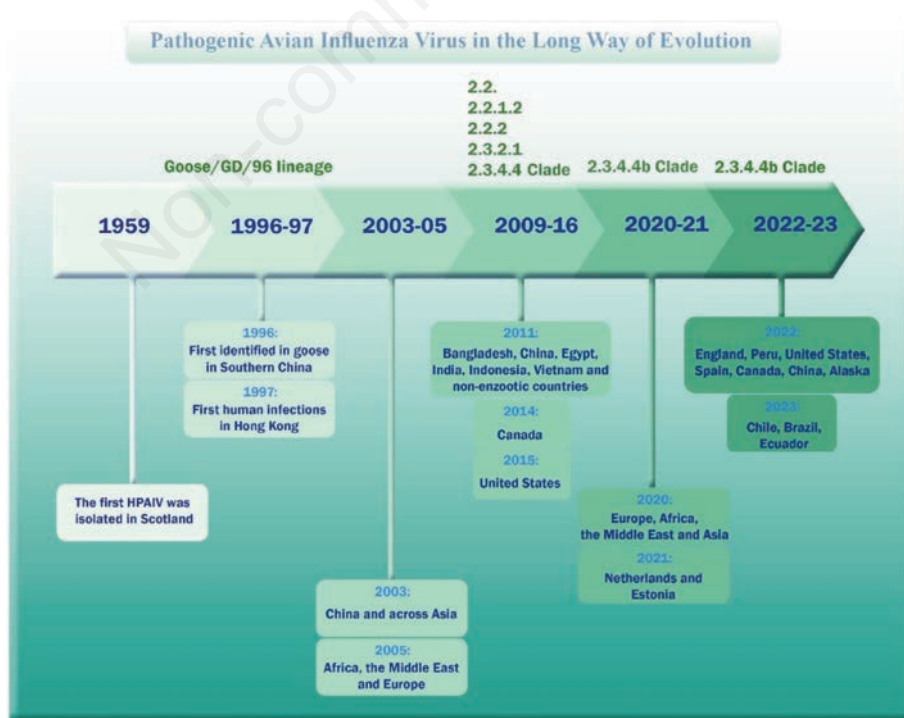 Pathogenic Avian Influenza Virus in the Long Way of Evolution
2.2.
2.2.1.2
2.2.2
2.3.2.1
2.3.4.4 Clade
Goose/GD/96 lineage
2.3.4.4b Clade
2.3.4.4b Clade
1959
1996-97
2003-05
2009-16
2020-21
2022-23
The first HPAIV was
isolated in Scotland
1996:
First identified in goose
in Southern China
1997:
First human infections
in Hong Kong
2003:
China and across Asia
2005:
Africa, the Middle East
and Europe
2011:
Bangladesh, China, Egypt,
India, Indonesia, Vietnam and
non-enzootic countries
2014:
Canada
2015:
United States
2020:
Europe, Africa,
the Middle East and Asia
2021:
Netherlands and
Estonia
2022:
England, Peru, United States,
Spain, Canada, China, Alaska
2023:
Chile, Brazil,
Ecuador
Non-comm